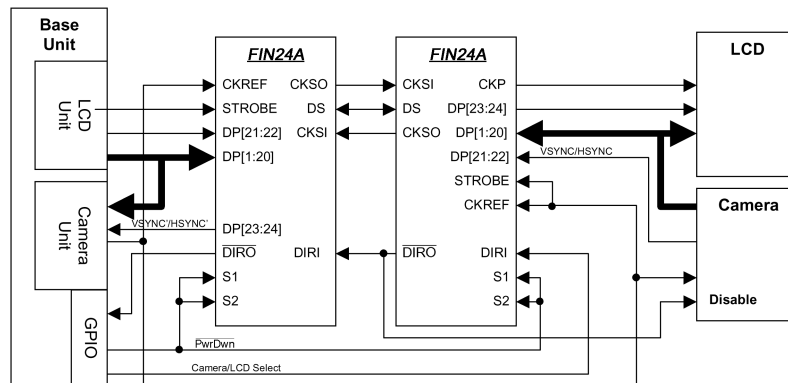 Base
Unit
LCD
Unit
Camera
Unit
GPIO
FIN24A
CKREF
STROBE
DP[21:22]
DP[1:20]
DP[23:24]
DIRO
S1
S2
CKSO
DS
CKSI
DIRI
FIN24A
CKSI
DS
CKSO
DIRO
CKP
DP[23:24]
DP[1:20]
DP[21:22]
STROBE
CKREF
DIRI
S1
S2
LCD
Camera
Disable
VSYNC/HSYNC
VSYNC'/HSYNC'
PwrDwn
Camera/LCD Select